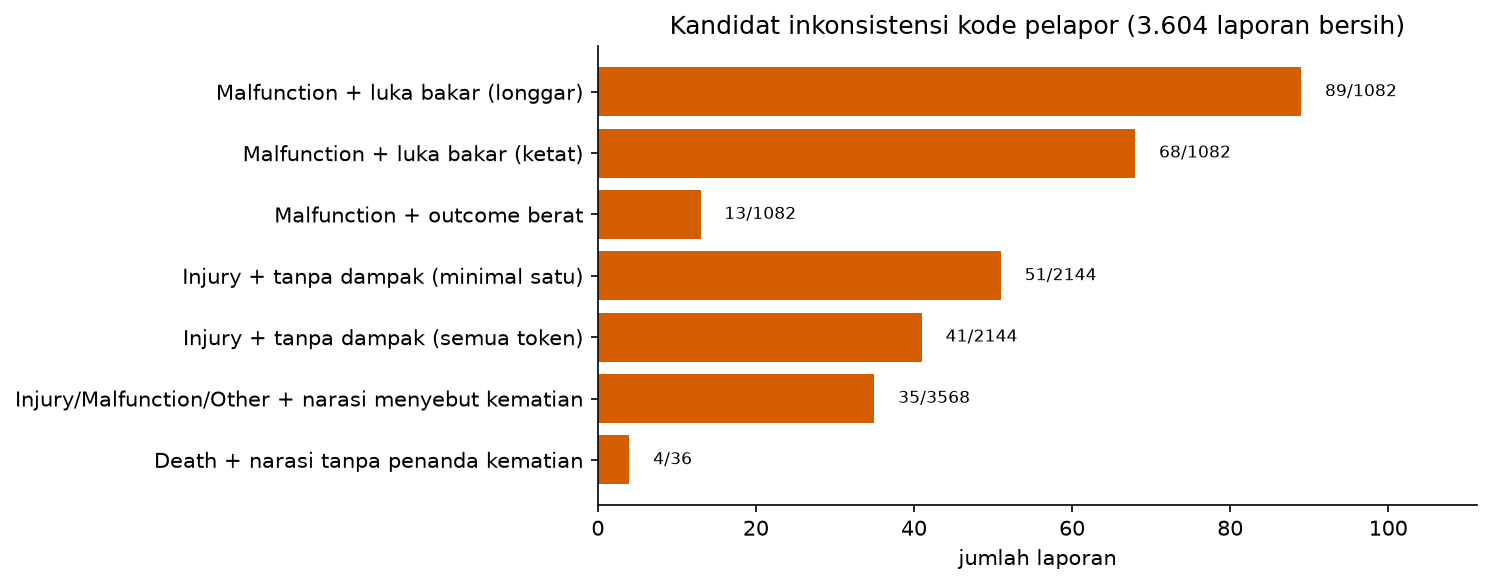 Kandidat inkonsistensi kode pelapor (3.604 laporan bersih)
Malfunction + luka bakar (longgar)
89/1082
Malfunction + luka bakar (ketat)
68/1082
Malfunction + outcome berat
13/1082
Injury + tanpa dampak (minimal satu)
51/2144
Injury + tanpa dampak (semua token)
41/2144
Injury/Malfunction/Other + narasi menyebut kematian
35/3568
Death + narasi tanpa penanda kematian
4/36
0 20 40 60 80 100
jumlah laporan